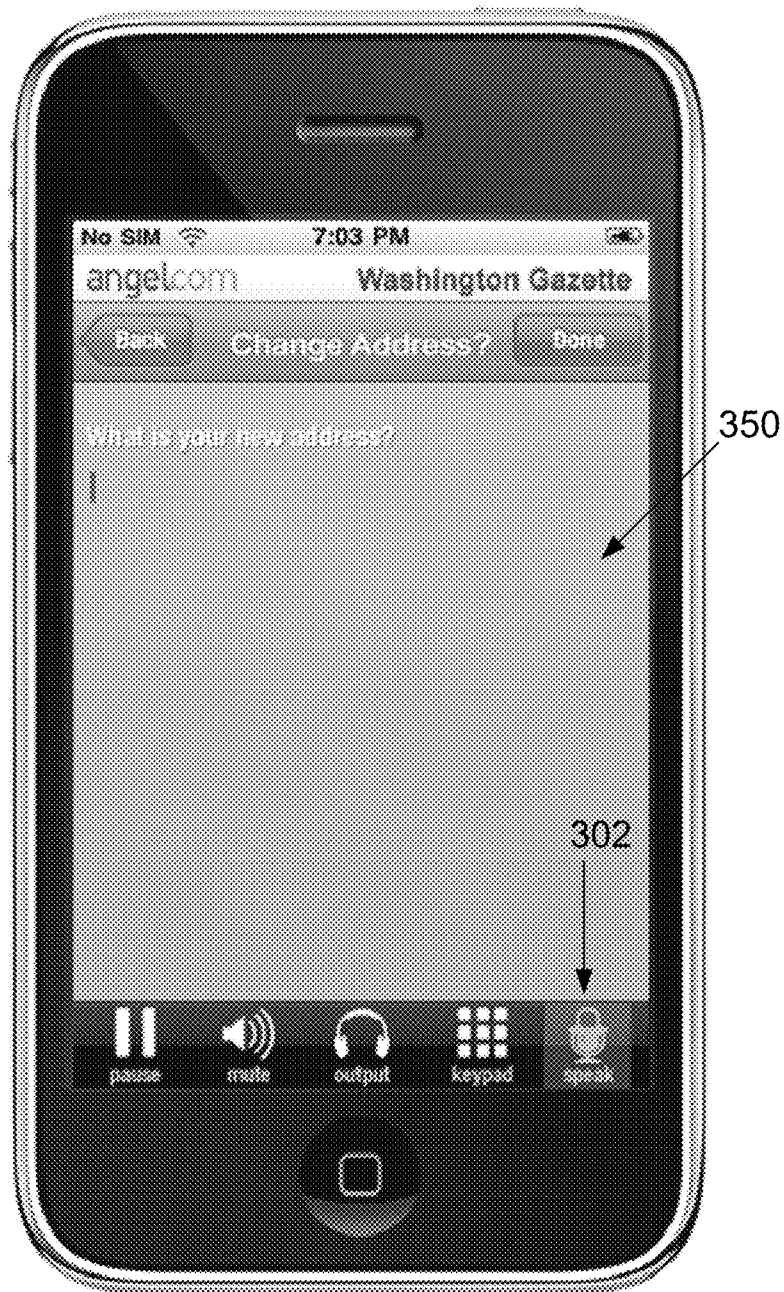 No SIM 7:03 PM
angel.com Washington Gazette
Back Change Address? Done
What is your new address?
350
302
pause mute output keypad speak